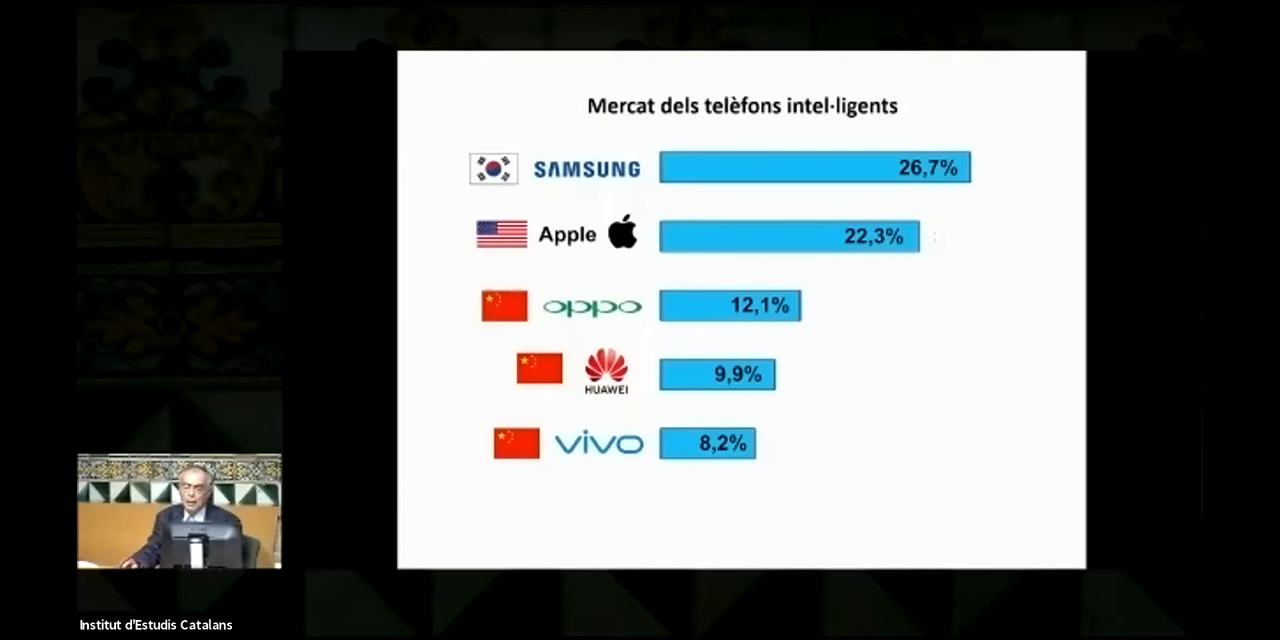 Mercat dels telèfons intel·ligents
SAMSUNG 26,7%
Apple 22,3%
oppo 12,1%
HUAWEI 9,9%
vivo 8,2%
Institut d'Estudis Catalans